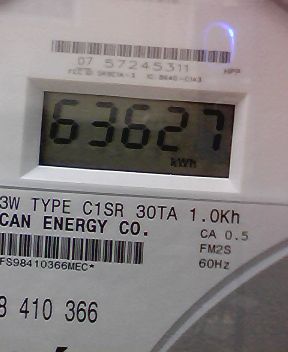 07 57245311
63627
kWh
3W TYPE C1SR 30TA 1.0Kh
CAN ENERGY CO.
CA 0.5
FM2S
60Hz
FS98410366MEC*
8 410 366